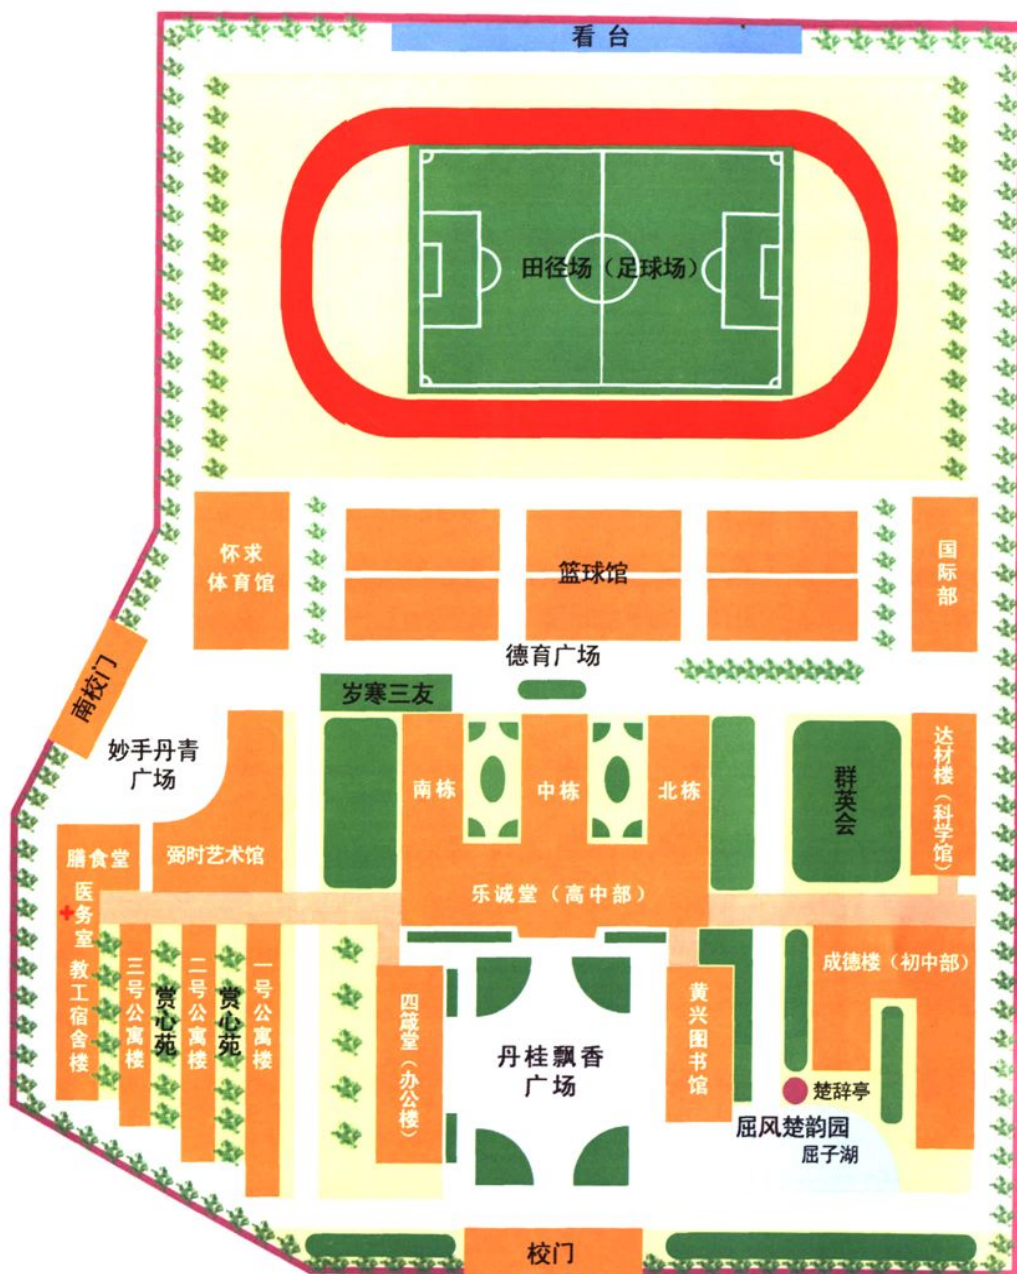 看台
田径场（足球场）
怀求
体育馆
篮球馆
国际部
德育广场
南校门
岁寒三友
妙手丹青
广场
南栋
中栋
北栋
群英会
达材楼（科学馆）
膳食堂
弼时艺术馆
医务室
乐诚堂（高中部）
教工宿舍楼
三号公寓楼
赏心苑
二号公寓楼
赏心苑
一号公寓楼
四箴堂（办公楼）
丹桂飘香
广场
黄兴图书馆
成德楼（初中部）
楚辞亭
屈风楚韵园
屈子湖
校门